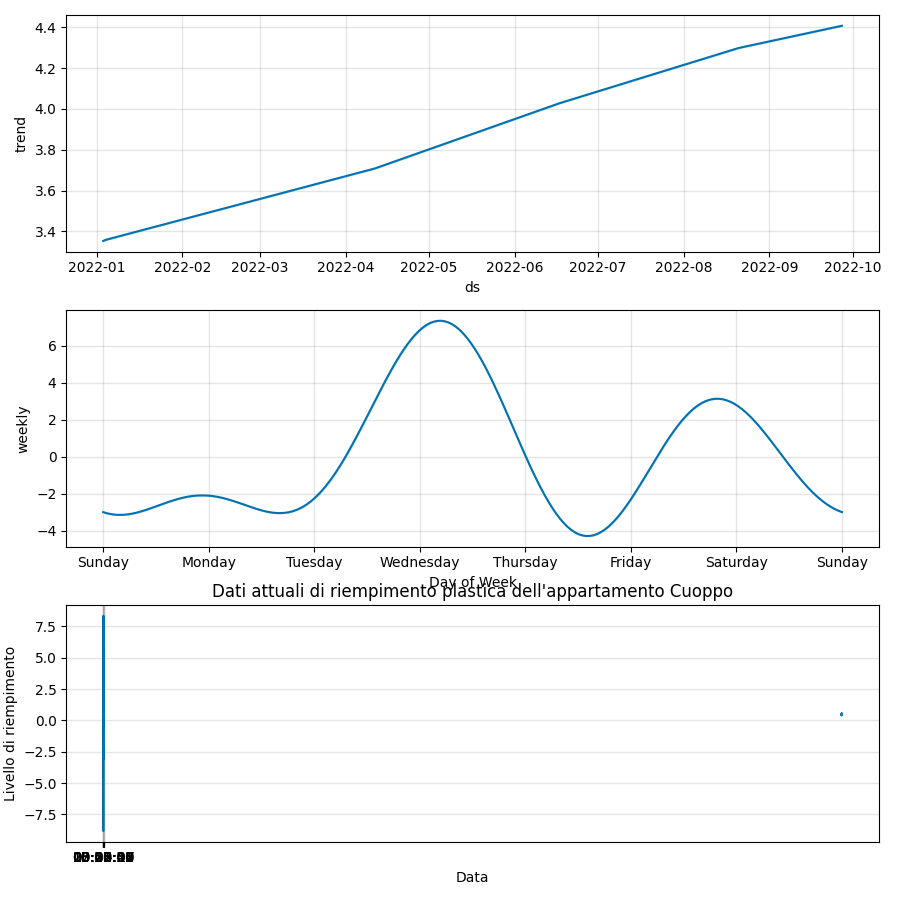 4.4
4.2
4.0
3.8
3.6
3.4
trend
2022-01 2022-02 2022-03 2022-04 2022-05 2022-06 2022-07 2022-08 2022-09 2022-10
ds
6
4
2
0
−2
−4
weekly
Sunday Monday Tuesday Wednesday Thursday Friday Saturday Sunday
Day of Week
Dati attuali di riempimento plastica dell'appartamento Cuoppo
7.5
5.0
2.5
0.0
−2.5
−5.0
−7.5
Livello di riempimento
Data